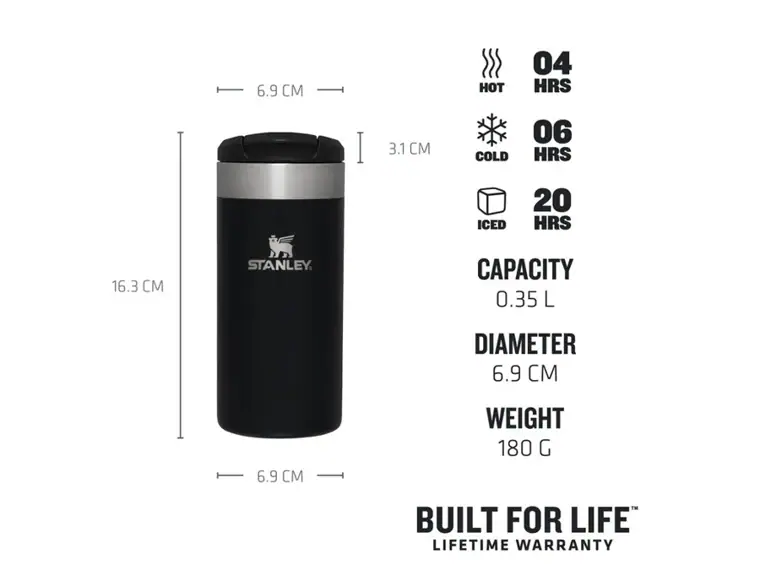 6.9 CM
3.1 CM
16.3 CM
STANLEY
6.9 CM
HOT
04
HRS
COLD
06
HRS
ICED
20
HRS
CAPACITY
0.35 L
DIAMETER
6.9 CM
WEIGHT
180 G
BUILT FOR LIFE™
LIFETIME WARRANTY